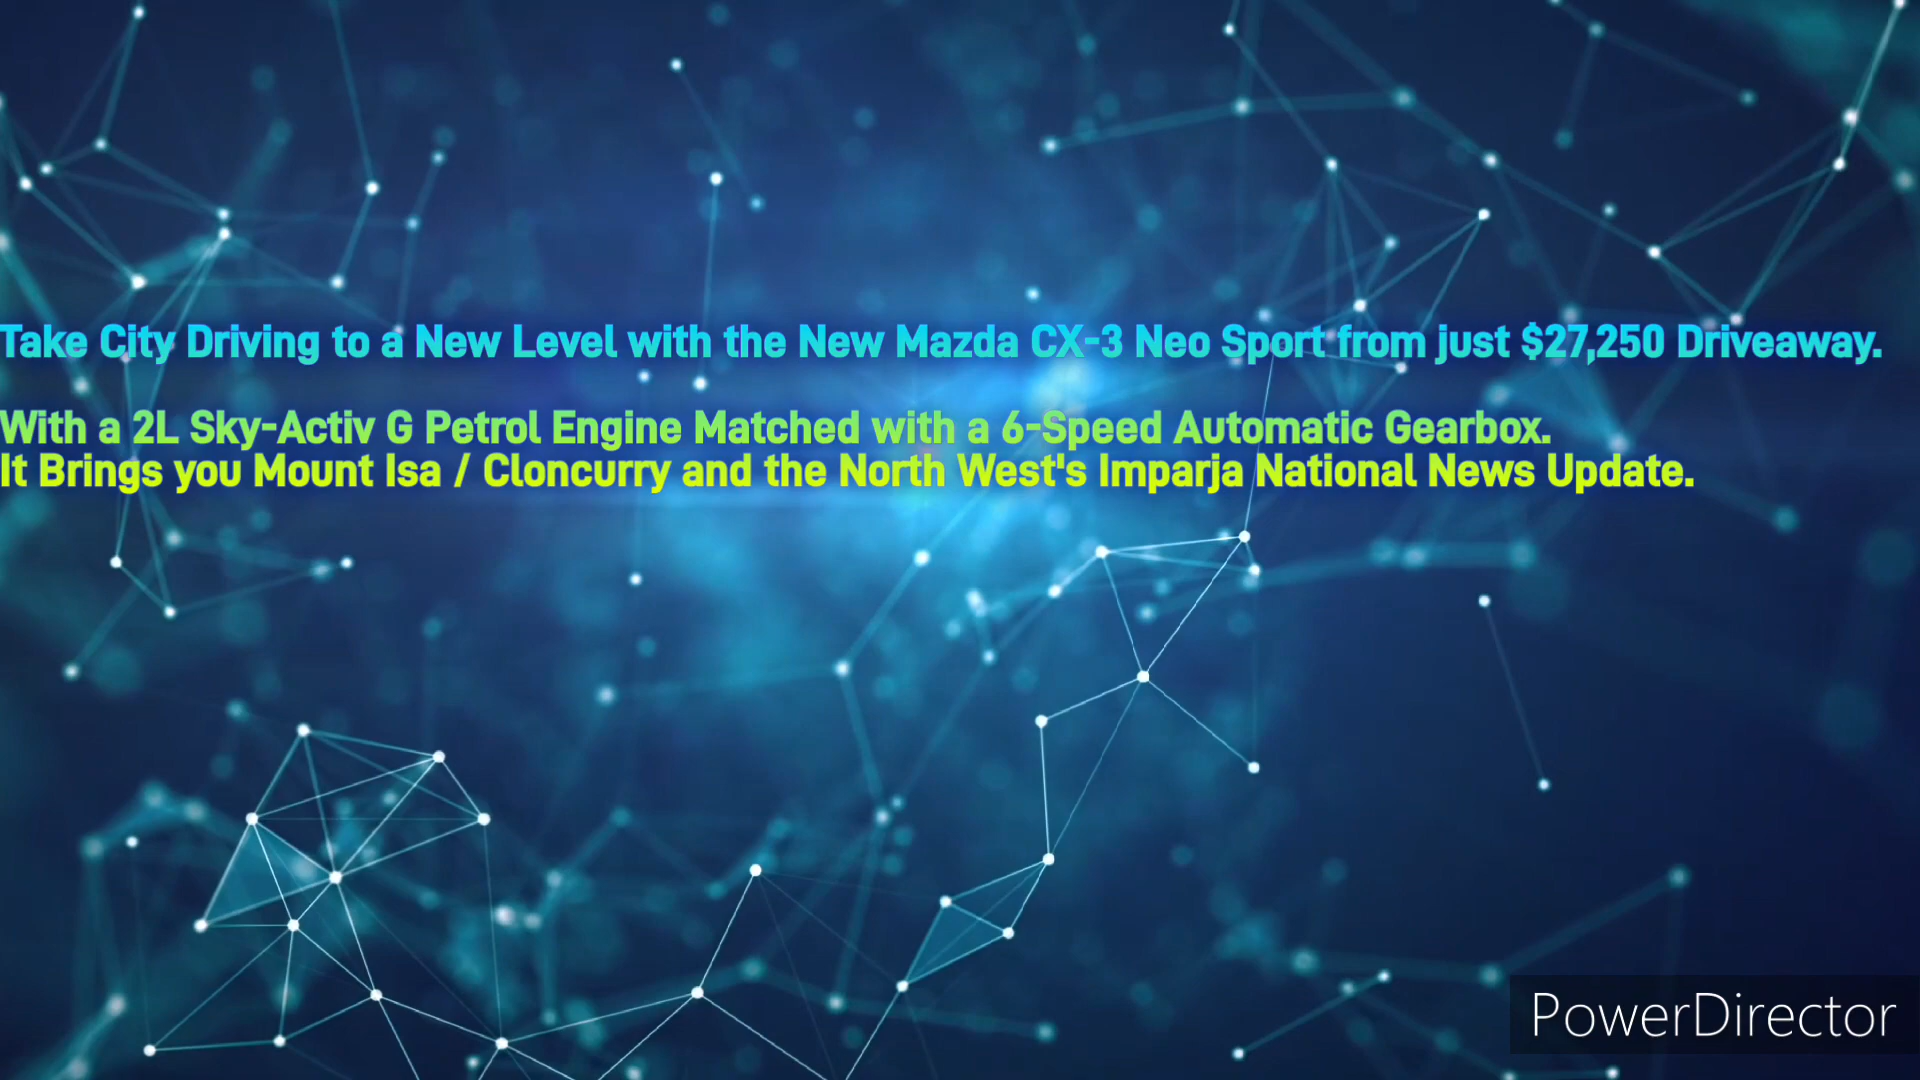 Take City Driving to a New Level with the New Mazda CX-3 Neo Sport from just $27,250 Driveaway.
With a 2L Sky-Activ G Petrol Engine Matched with a 6-Speed Automatic Gearbox.
It Brings you Mount Isa / Cloncurry and the North West's Imparja National News Update.
PowerDirector